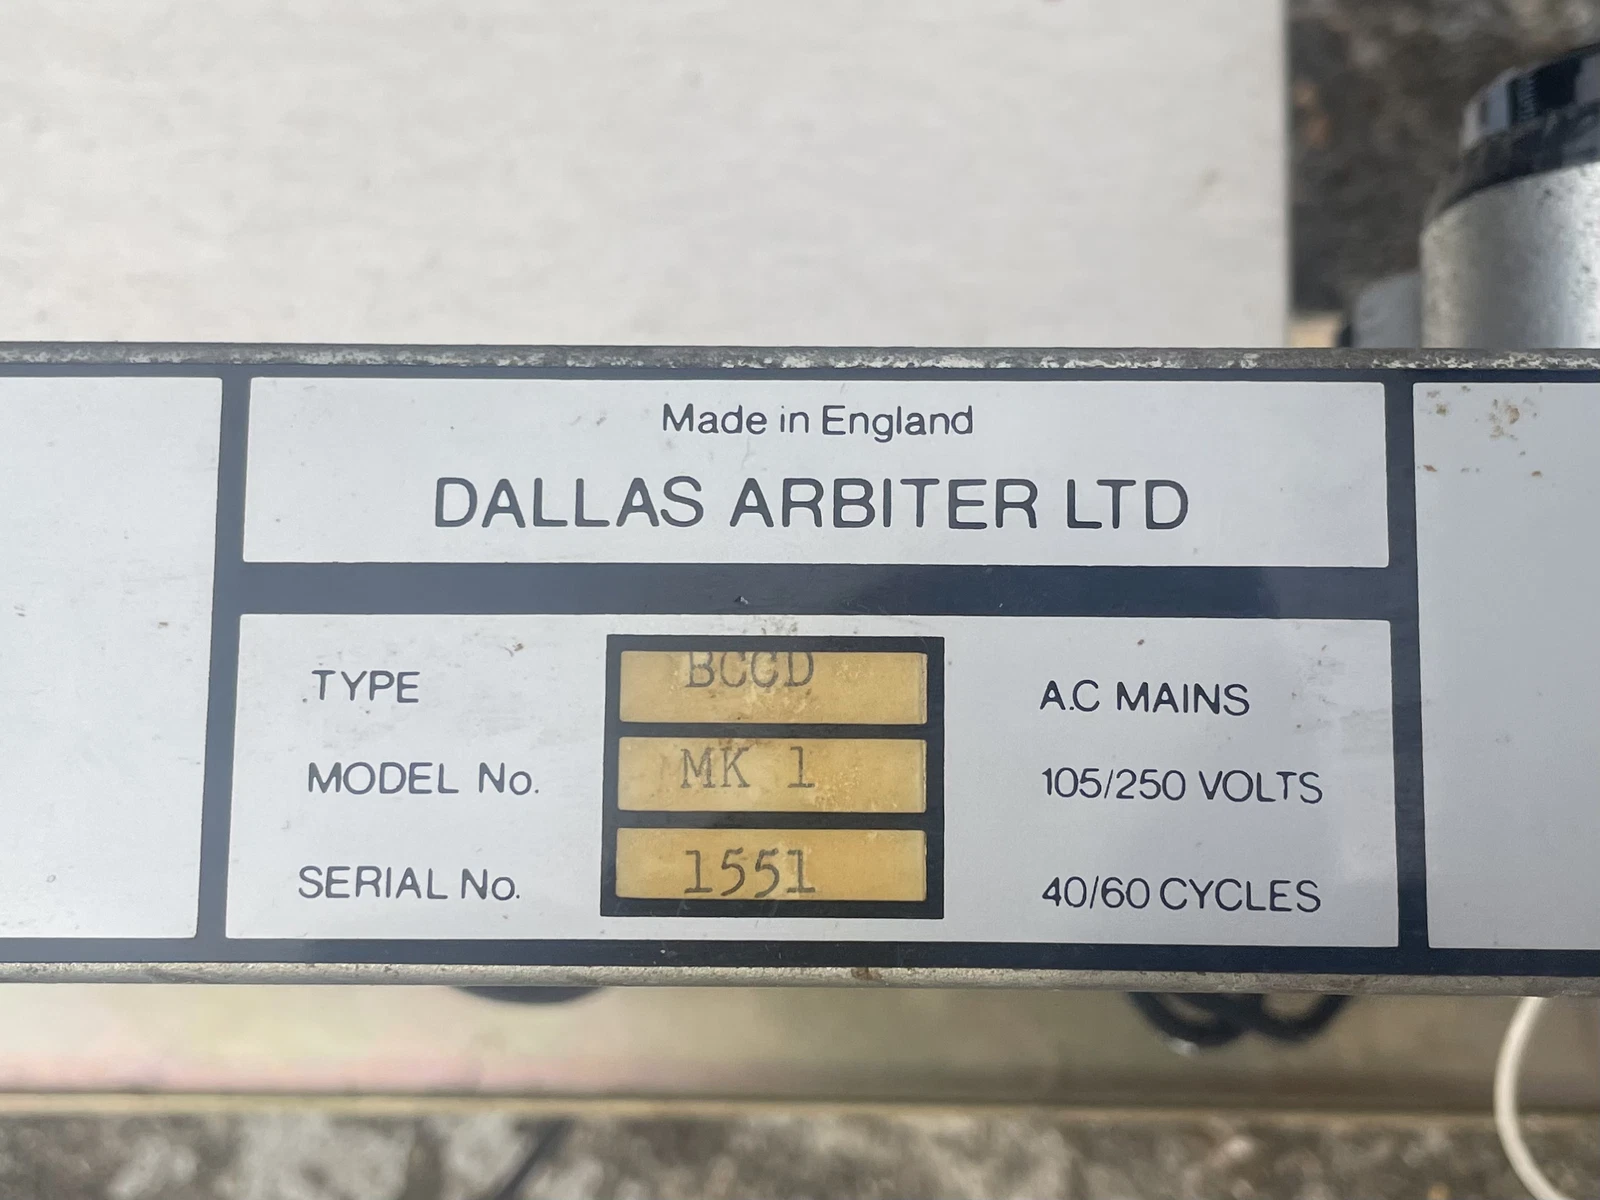 Made in England
DALLAS ARBITER LTD
TYPE BCCD A.C MAINS
MODEL No. MK 1 105/250 VOLTS
SERIAL No. 1551 40/60 CYCLES